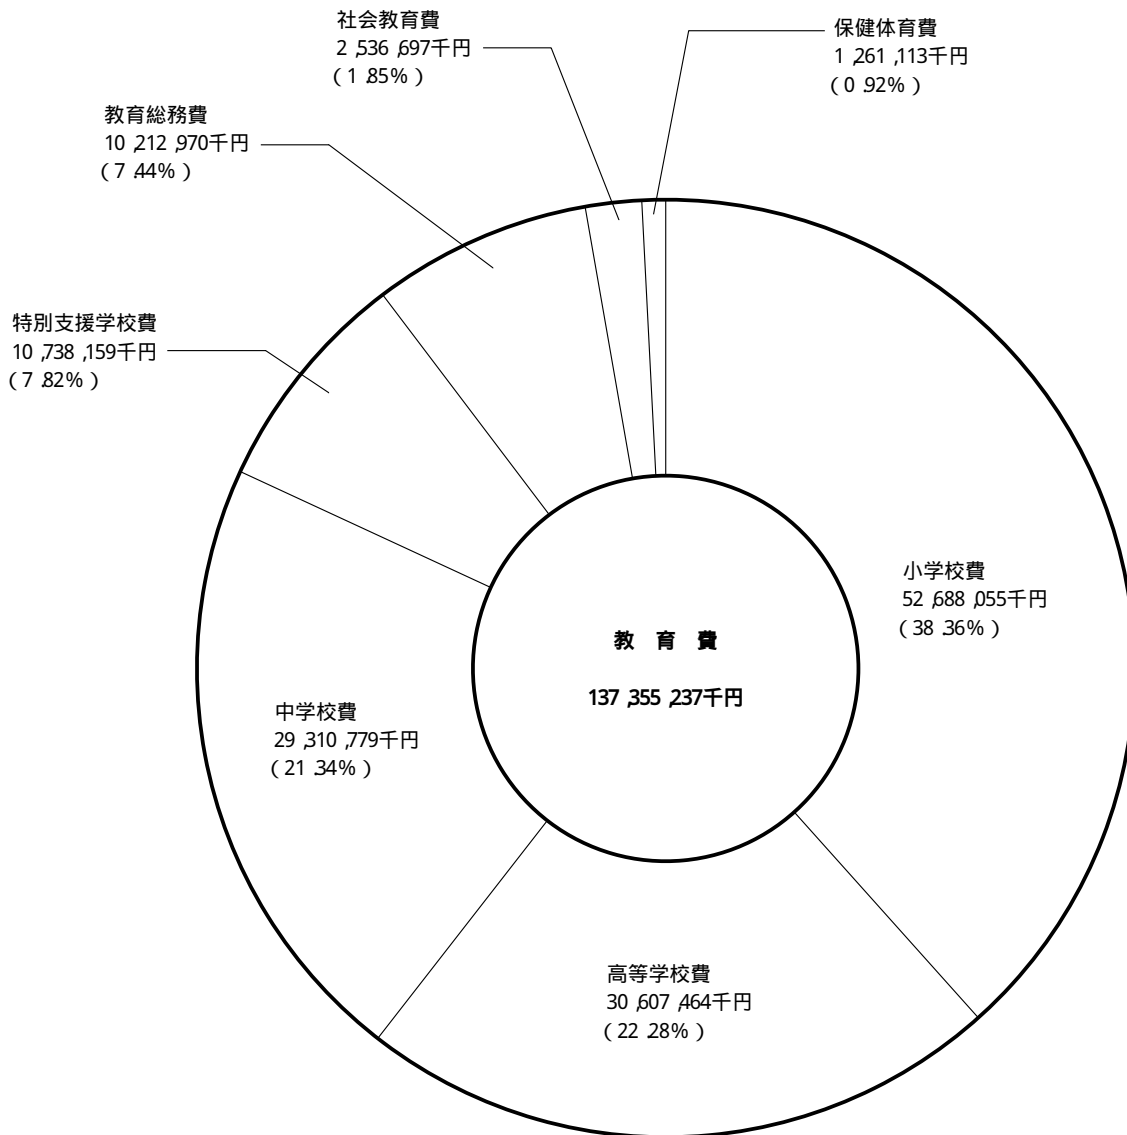 社会教育費
2,536,697千円
(1.85%)
保健体育費
1,261,113千円
(0.92%)
教育総務費
10,212,970千円
(7.44%)
特別支援学校費
10,738,159千円
(7.82%)
小学校費
52,688,055千円
(38.36%)
教育費
137,355,237千円
中学校費
29,310,779千円
(21.34%)
高等学校費
30,607,464千円
(22.28%)